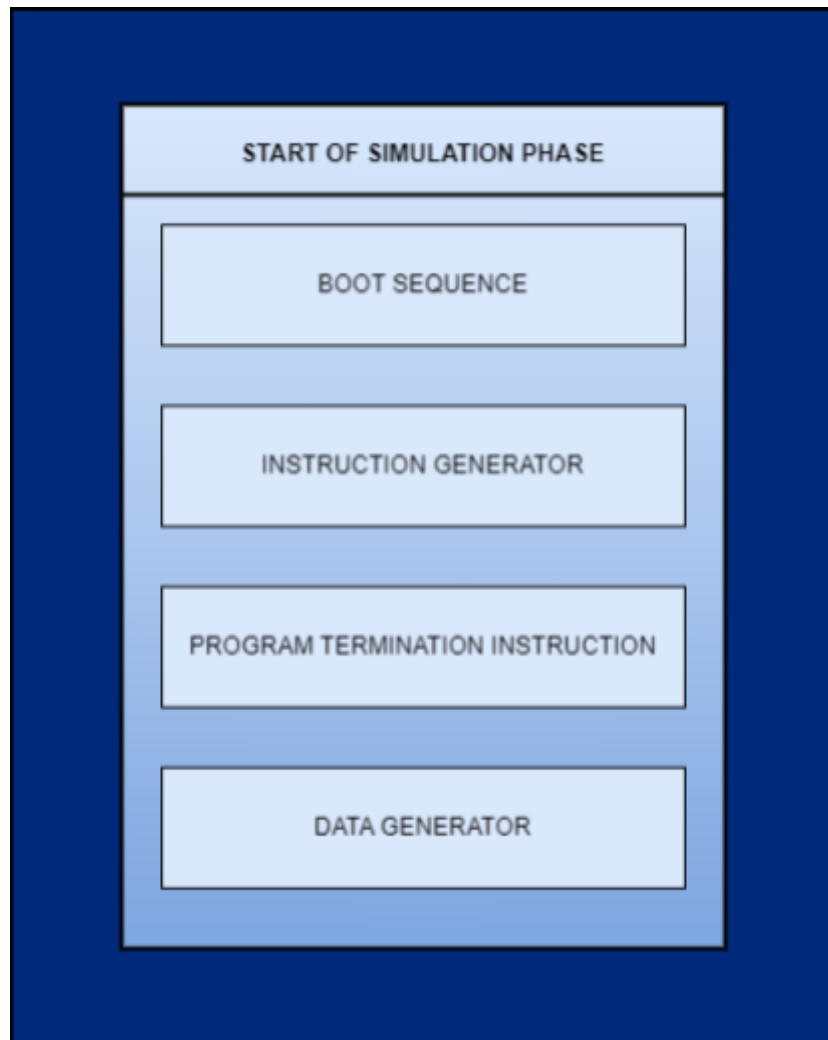 START OF SIMULATION PHASE
BOOT SEQUENCE
INSTRUCTION GENERATOR
PROGRAM TERMINATION INSTRUCTION
DATA GENERATOR